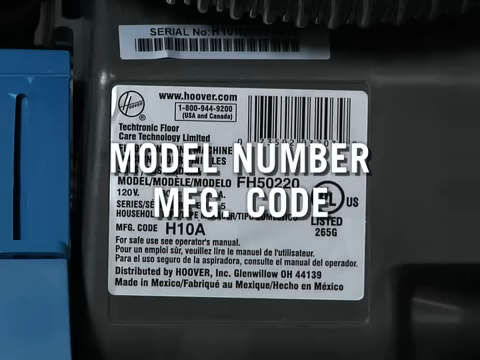 SERIAL No:
HOOVER
www.hoover.com
1-800-944-9200
(USA and Canada)
Techtronic Floor
Care Technology Limited
MODEL NUMBER
MODEL/MODÈLE/MODELO FH50220
120V.
MFG. CODE
US
LISTED
265G
MFG. CODE H10A
For safe use see operator's manual.
Pour un emploi sûr, veuillez lire le manuel de l'utilisateur.
Para el uso seguro de la aspiradora, consulte el manual del operador.
Distributed by HOOVER, Inc. Glenwillow OH 44139
Made in Mexico/Fabriqué au Mexique/Hecho en México